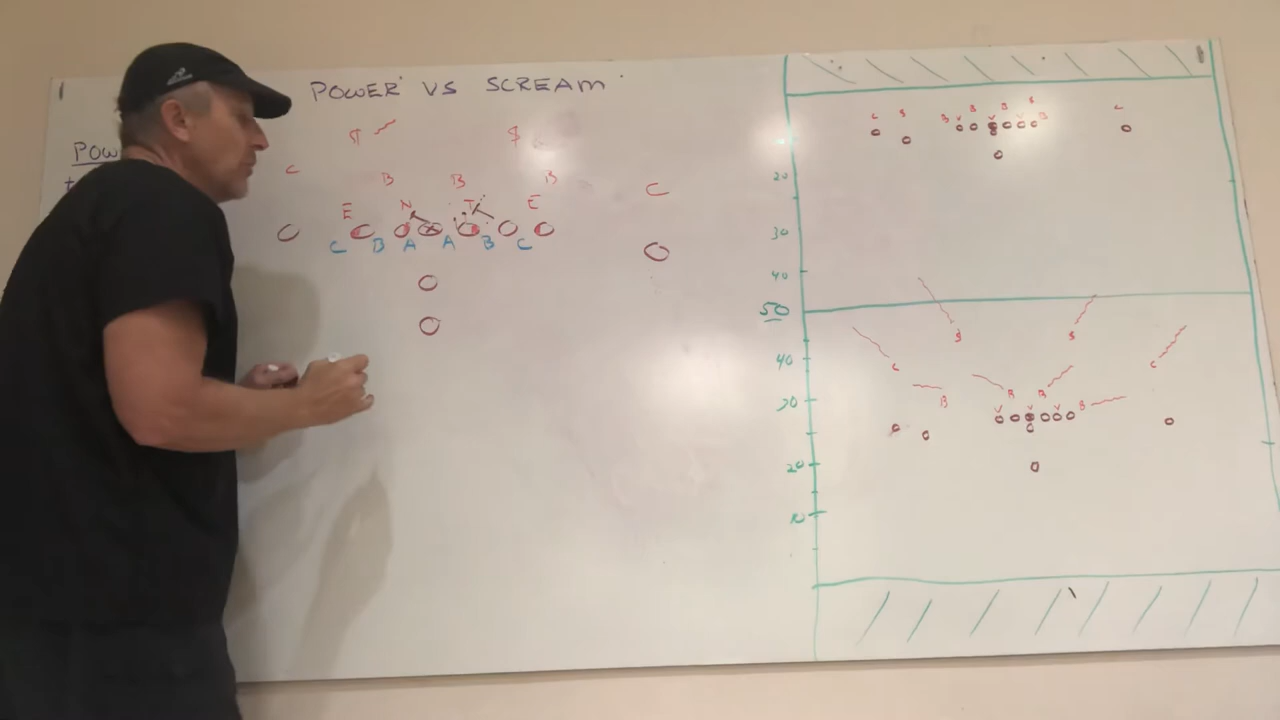 POWER VS SCREAM
POW
$ $
C B B B C
E N T E
C B A A B C
C S B B B S B C
V V
20
30
40
50
40
30
20
10
S S
C C
B B B B
V V V